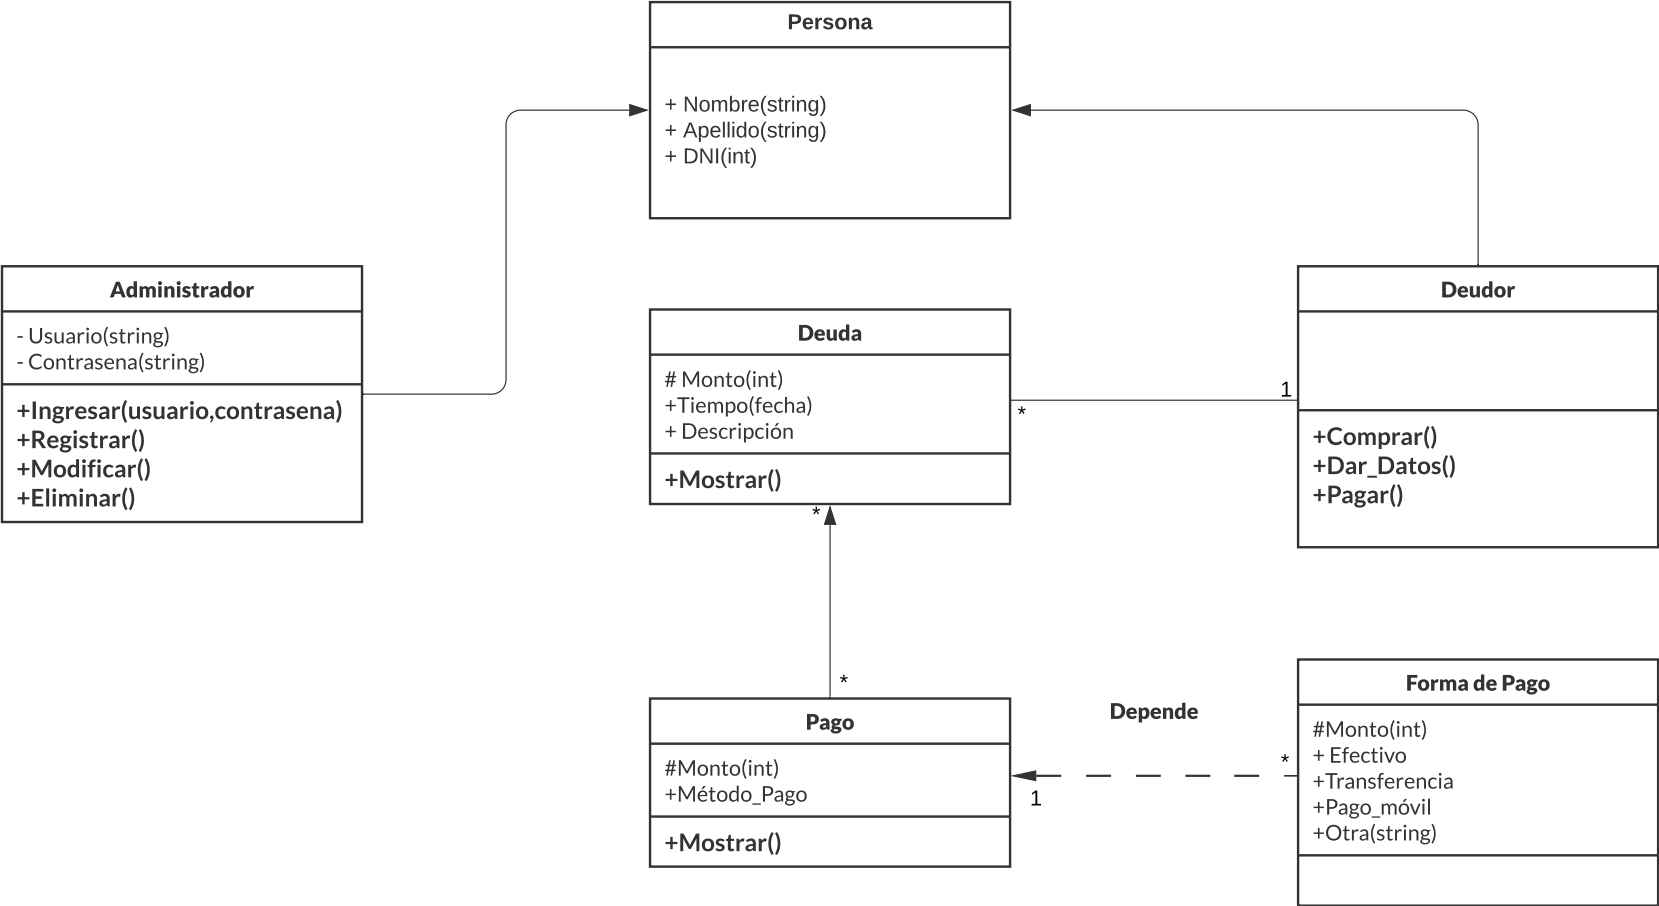 Persona
+ Nombre(string)
+ Apellido(string)
+ DNI(int)
Administrador
- Usuario(string)
- Contrasena(string)
+Ingresar(usuario,contrasena)
+Registrar()
+Modificar()
+Eliminar()
Deuda
# Monto(int)
+Tiempo(fecha)
+ Descripción
+Mostrar()
*
1
Deudor
+Comprar()
+Dar_Datos()
+Pagar()
*
*
Pago
#Monto(int)
+Método_Pago
+Mostrar()
Depende
1
*
Forma de Pago
#Monto(int)
+ Efectivo
+Transferencia
+Pago_móvil
+Otra(string)